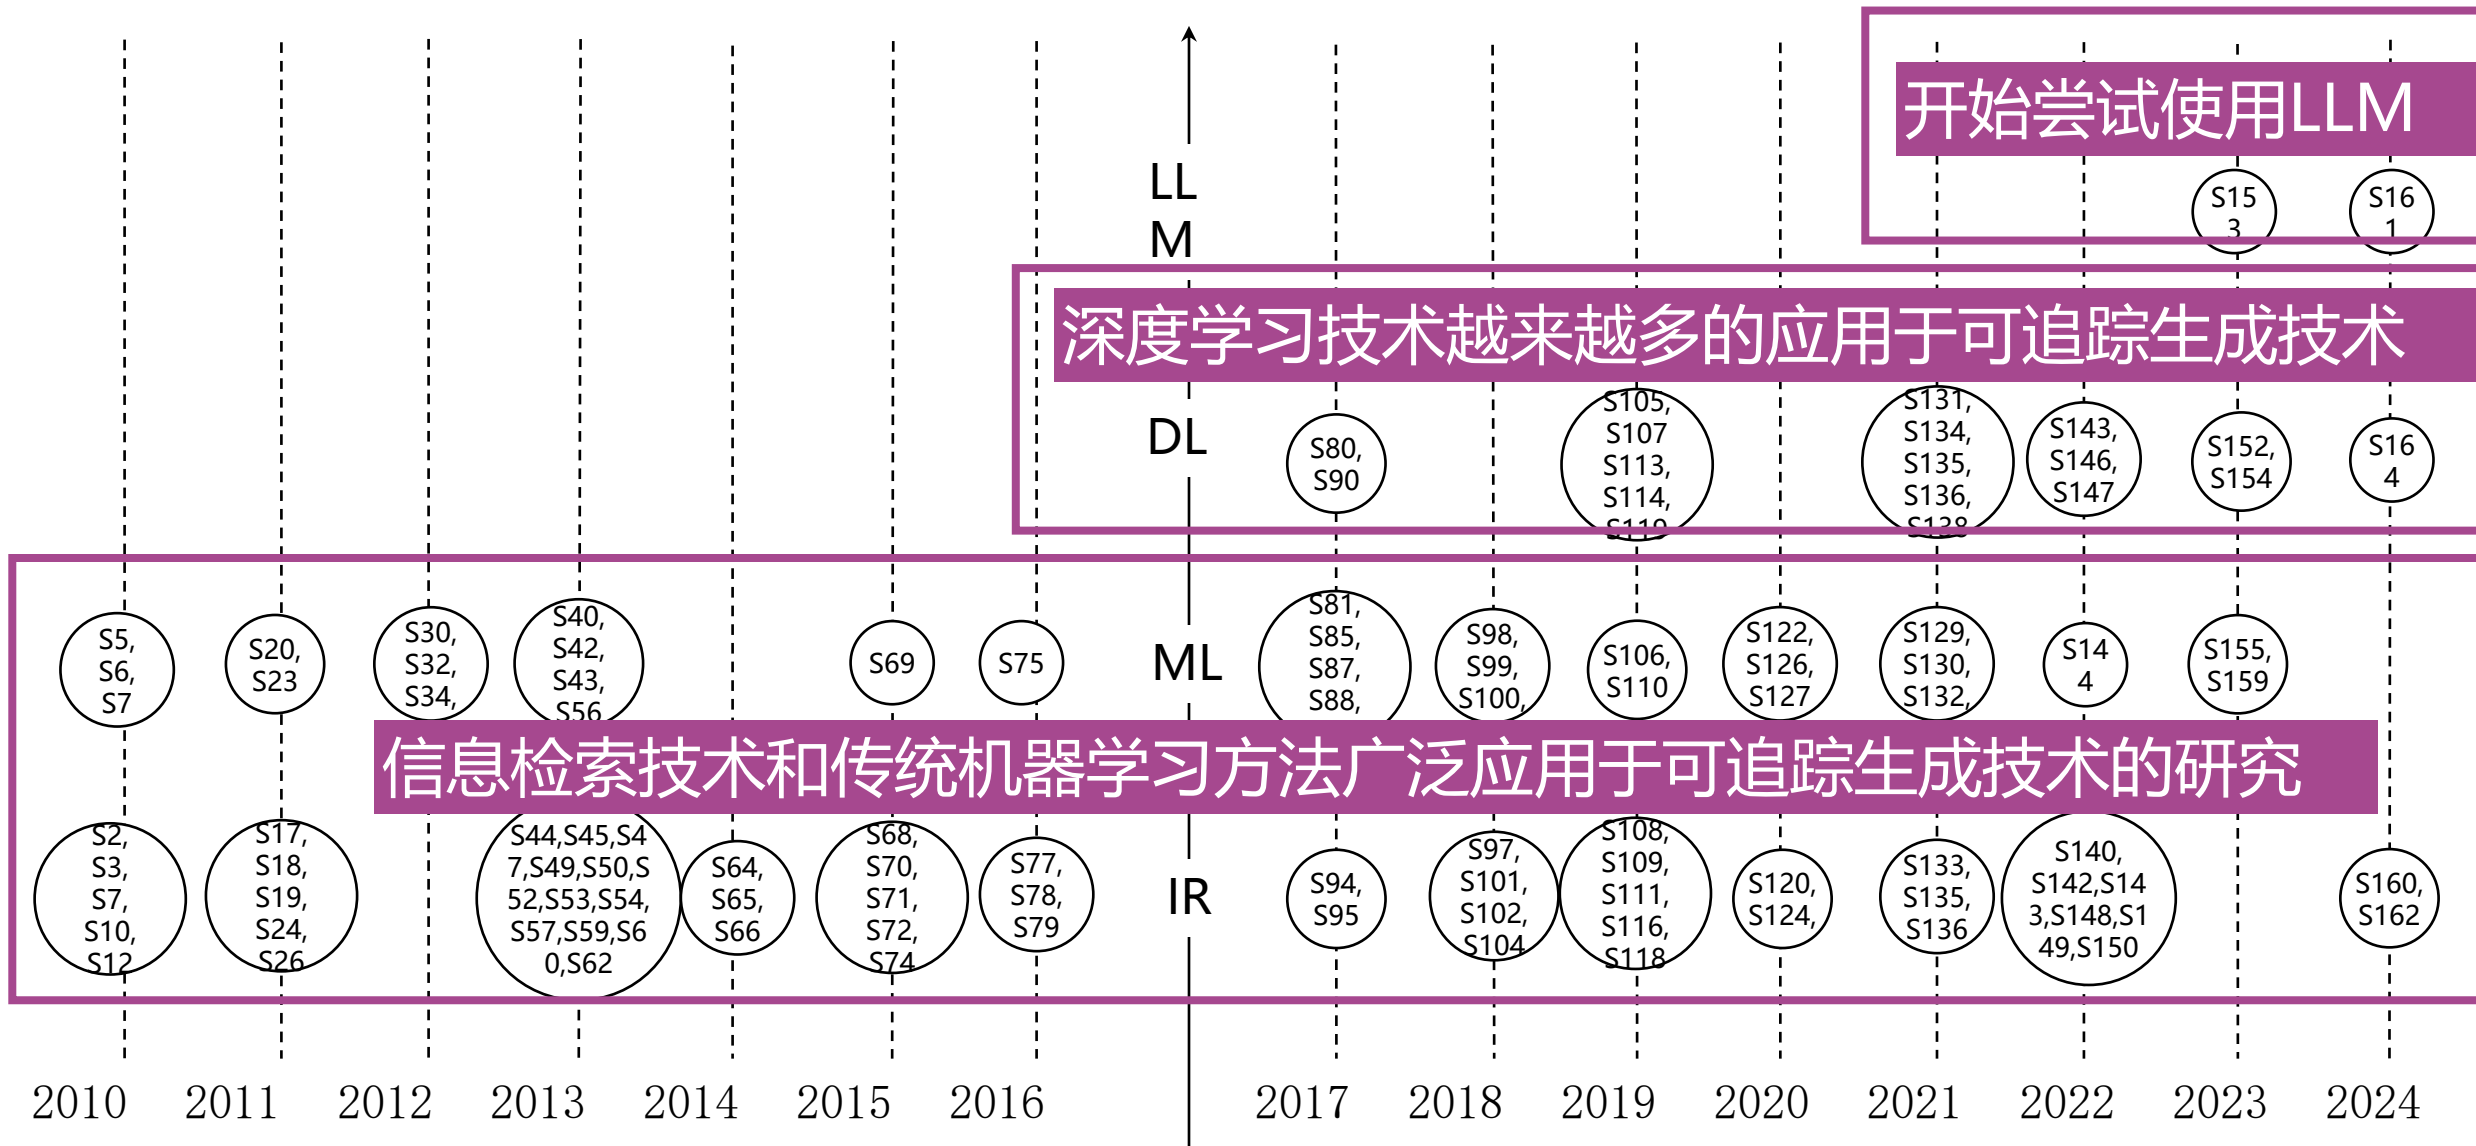 开始尝试使用LLM
LL
M
S15
3
S16
1
深度学习技术越来越多的应用于可追踪生成技术
DL
S80,
S90
S105,
S107
S113,
S114,
S119
S131,
S134,
S135,
S136,
S138
S143,
S146,
S147
S152,
S154
S16
4
S5,
S6,
S7
S20,
S23
S30,
S32,
S34,
S40,
S42,
S43,
S56
S69
S75
ML
S81,
S85,
S87,
S88,
S98,
S99,
S100,
S106,
S110
S122,
S126,
S127
S129,
S130,
S132,
S14
4
S155,
S159
信息检索技术和传统机器学习方法广泛应用于可追踪生成技术的研究
S2,
S3,
S7,
S10,
S12
S17,
S18,
S19,
S24,
S26
S44,S45,S4
7,S49,S50,S
52,S53,S54,
S57,S59,S6
0,S62
S64,
S65,
S66
S68,
S70,
S71,
S72,
S74
S77,
S78,
S79
IR
S94,
S95
S97,
S101,
S102,
S104
S108,
S109,
S111,
S116,
S118
S120,
S124,
S133,
S135,
S136
S140,
S142,S14
3,S148,S1
49,S150
S160,
S162
2010 2011 2012 2013 2014 2015 2016 2017 2018 2019 2020 2021 2022 2023 2024